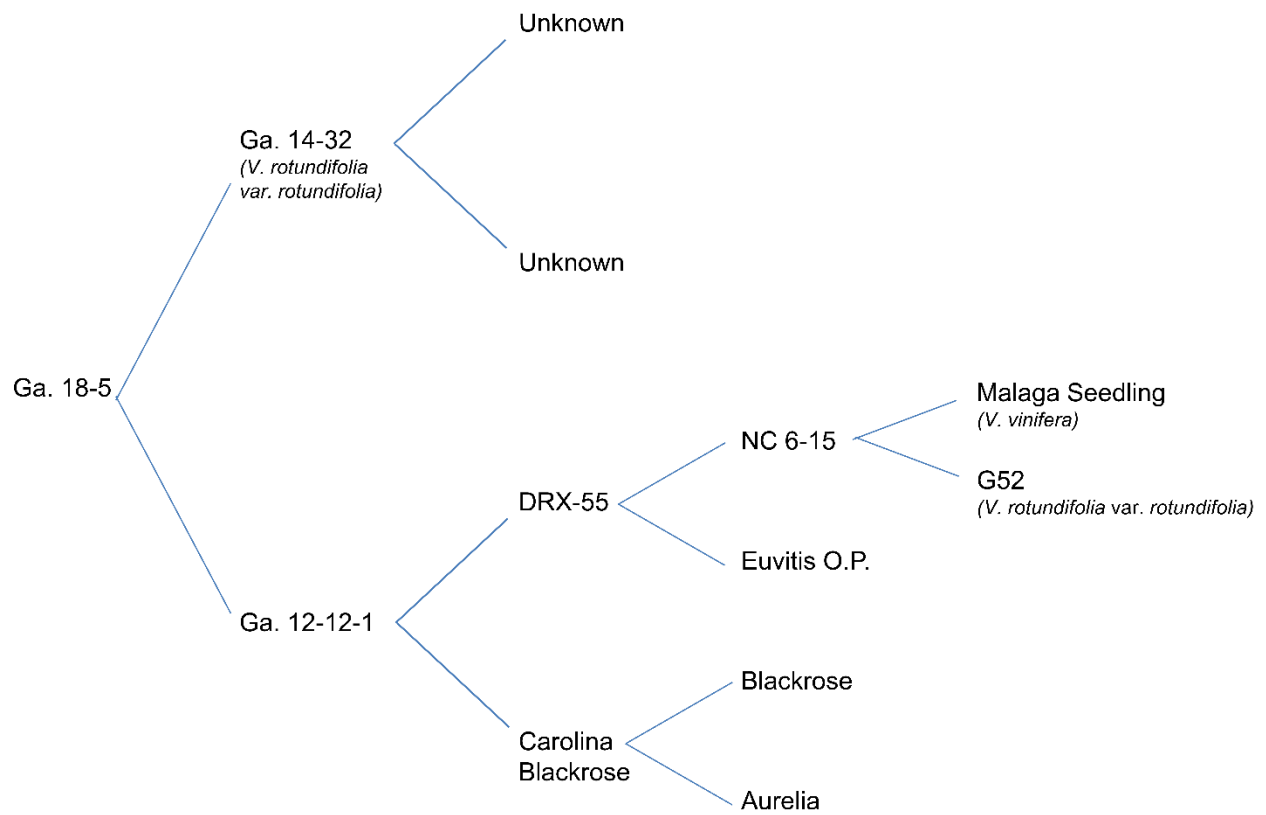 Unknown
Ga. 14-32
(V. rotundifolia
var. rotundifolia)
Unknown
Ga. 18-5
Malaga Seedling
(V. vinifera)
NC 6-15
G52
(V. rotundifolia var. rotundifolia)
DRX-55
Euvitis O.P.
Ga. 12-12-1
Blackrose
Carolina
Blackrose
Aurelia